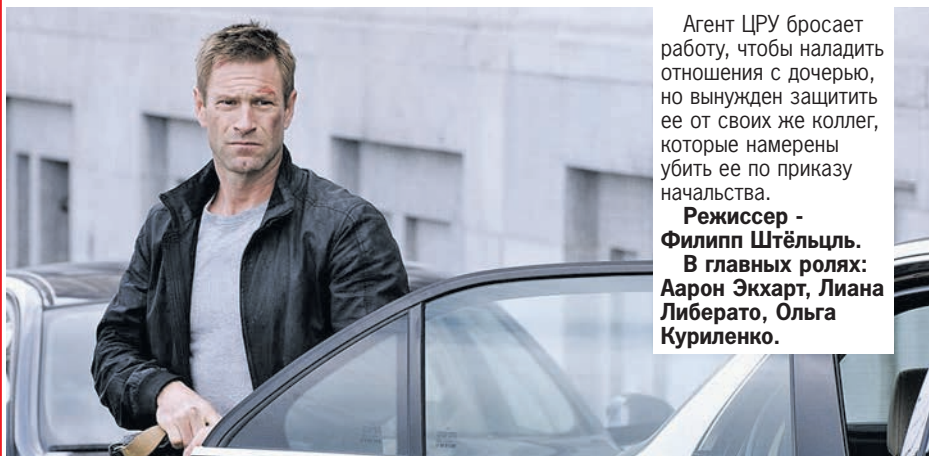 Агент ЦРУ бросает
работу, чтобы наладить
отношения с дочерью,
но вынужден защитить
ее от своих же коллег,
которые намерены
убить ее по приказу
начальства.
Режиссер -
Филипп Штёльцль.
В главных ролях:
Аарон Экхарт, Лиана
Либерато, Ольга
Куриленко.